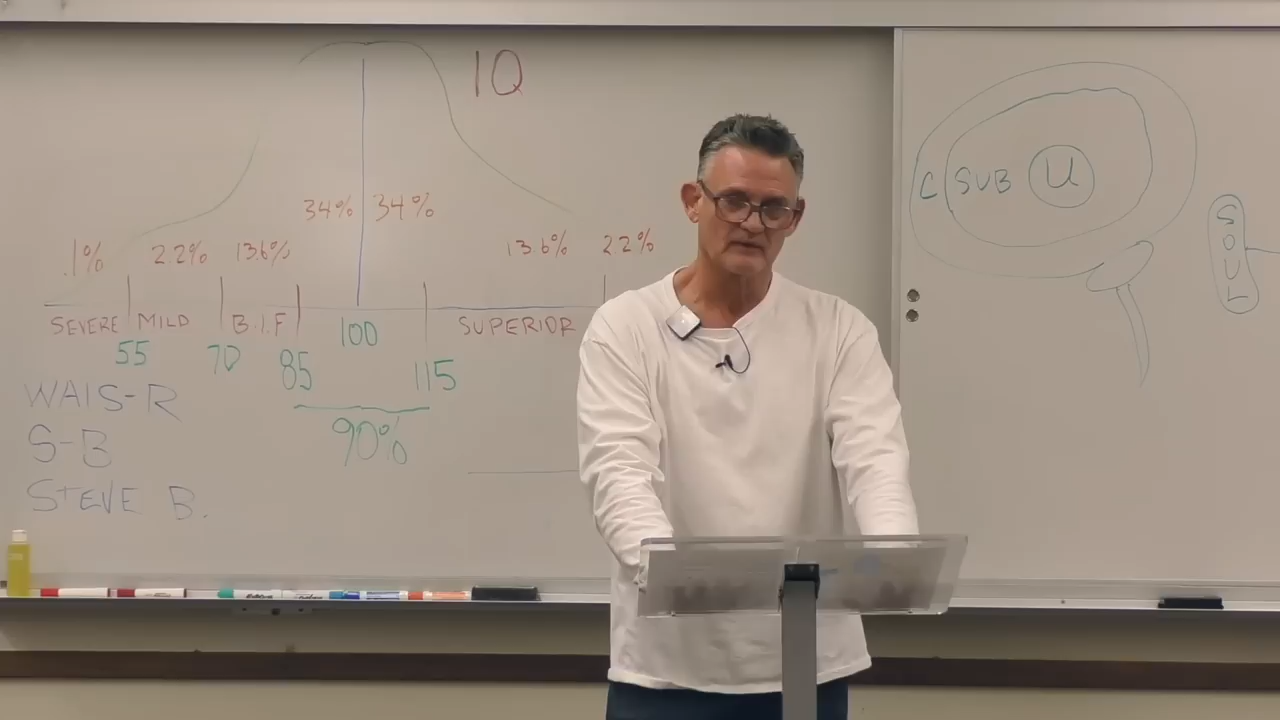 IQ
34% 34%
.1% 2.2% 13.6% 13.6% 2.2%
SEVERE MILD B.I.F 100 SUPERIOR
55 70 85 115
WAIS-R
90%
S-B
STEVE B.
C SUB U
SOUL